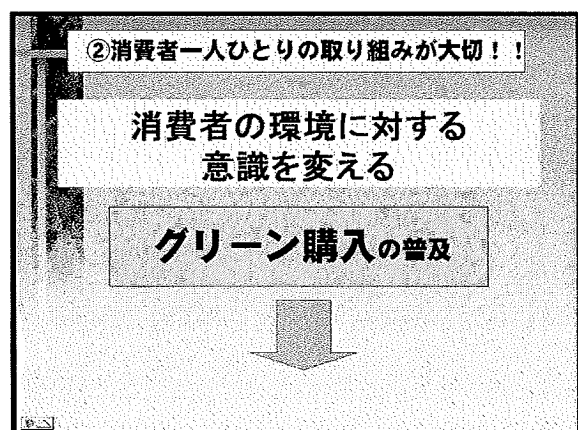 ②消費者一人ひとりの取り組みが大切！！
消費者の環境に対する
意識を変える
グリーン購入の普及